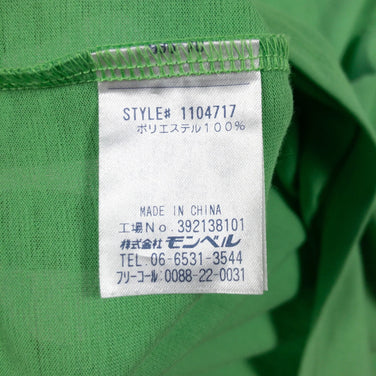 STYLE# 1104717
ポリエステル100%
MADE IN CHINA
工場No.392138101
株式会社 モンベル
TEL.06-6531-3544
フリーコール:0088-22-0031